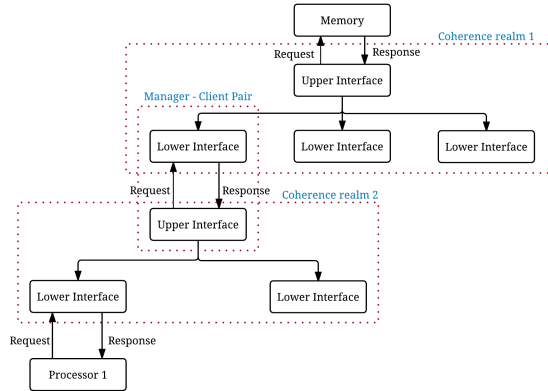 Memory
Coherence realm 1
Request
Response
Upper Interface
Manager - Client Pair
Lower Interface
Lower Interface
Lower Interface
Request
Response
Coherence realm 2
Upper Interface
Lower Interface
Lower Interface
Request
Response
Processor 1